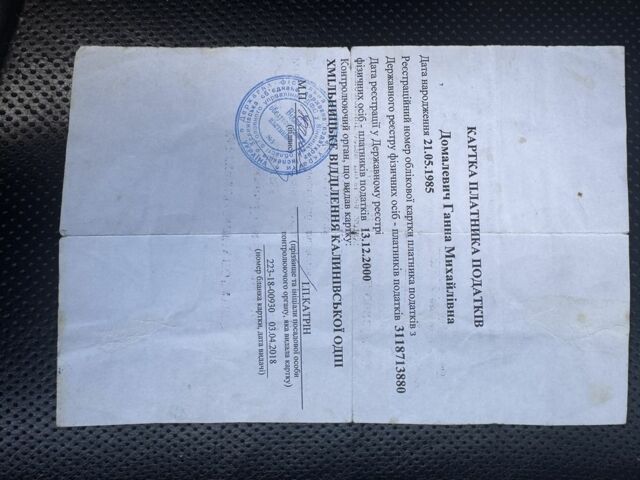 КАРТКА ПЛАТНИКА ПОДАТКІВ
Домалевич Ганна Михайлівна
Дата народження 21.05.1985
Реєстраційний номер облікової картки платника податків з
Державного реєстру фізичних осіб - платників податків 3118713880
Дата реєстрації у Державному реєстрі
фізичних осіб - платників податків 13.12.2000
Контролюючий орган, що видав картку:
ХМІЛЬНИЦЬКЕ ВІДДІЛЕННЯ КАЛИНІВСЬКОЇ ОДПІ
М.П.
(підпис)
І.П. КАТРІН
(прізвище та ініціали посадової особи
контролюючого органу, яка видала картку)
223-18-00930 03.04.2018
(номер бланка картки, дата видачі)